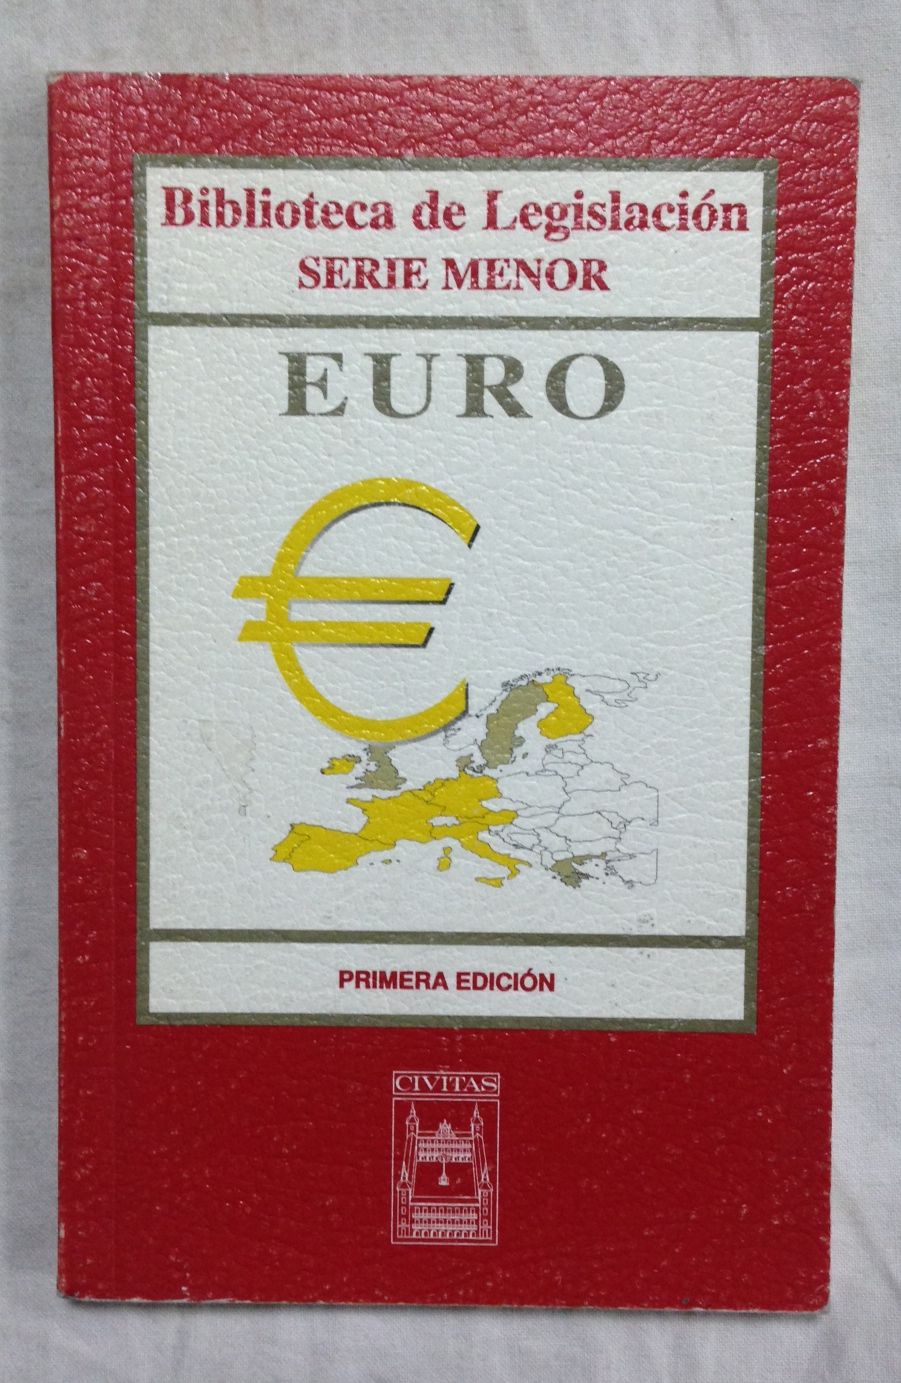 Biblioteca de Legislación
SERIE MENOR
EURO
€
PRIMERA EDICIÓN
CIVITAS